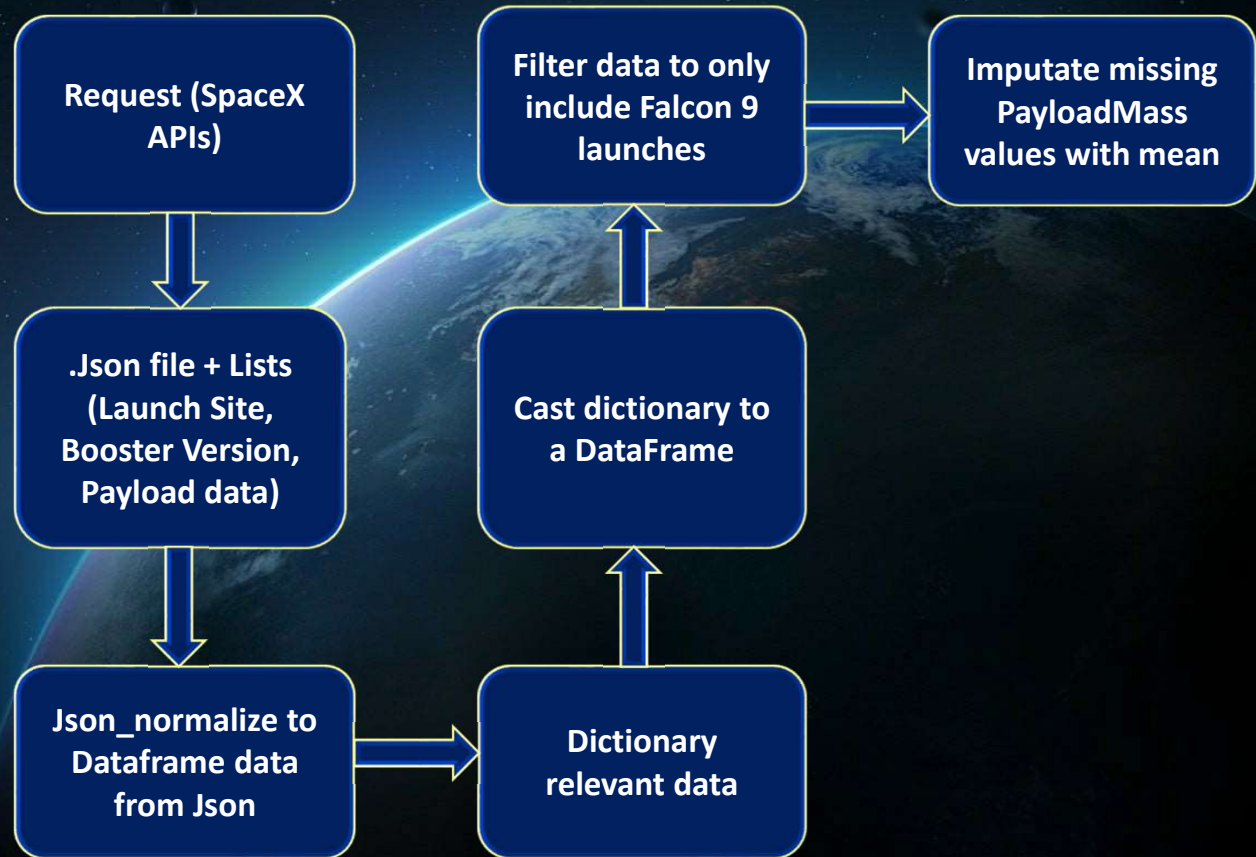 Request (SpaceX
APIs)
.Json file + Lists
(Launch Site,
Booster Version,
Payload data)
Json_normalize to
Dataframe data
from Json
Dictionary
relevant data
Cast dictionary to
a DataFrame
Filter data to only
include Falcon 9
launches
Imputate missing
PayloadMass
values with mean